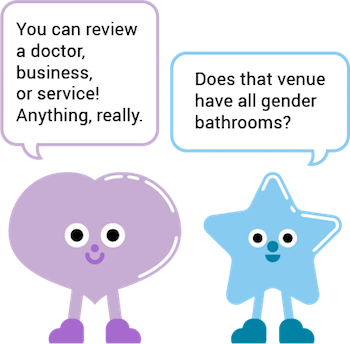 You can review
a doctor,
business,
or service!
Anything, really.
Does that venue
have all gender
bathrooms?